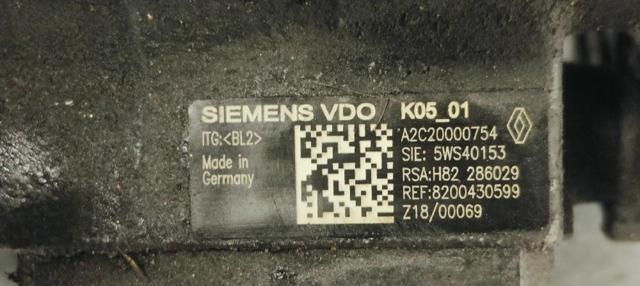 SIEMENS VDO
K05_01
ITG:<BL2>
A2C20000754
SIE: 5WS40153
Made in
Germany
RSA:H82 286029
REF:8200430599
Z18/00069